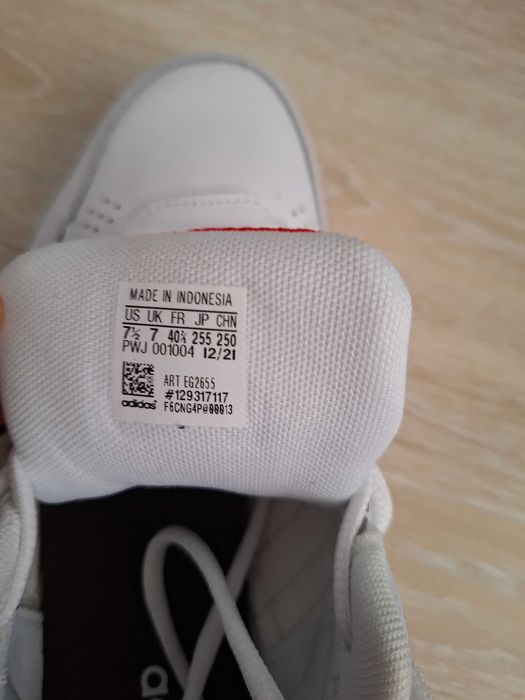 MADE IN INDONESIA
US UK FR JP CHN
7½ 7 40⅔ 255 250
PWJ 001004 12/21
ART EG2655
#129317117
adidas® F6CNG4P@00013